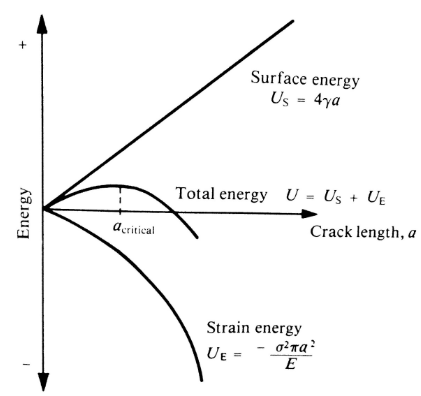 +
Surface energy
U_S = 4γa
Energy
Total energy U = U_S + U_E
a_critical
Crack length, a
Strain energy
U_E = - σ²πa²/E
−